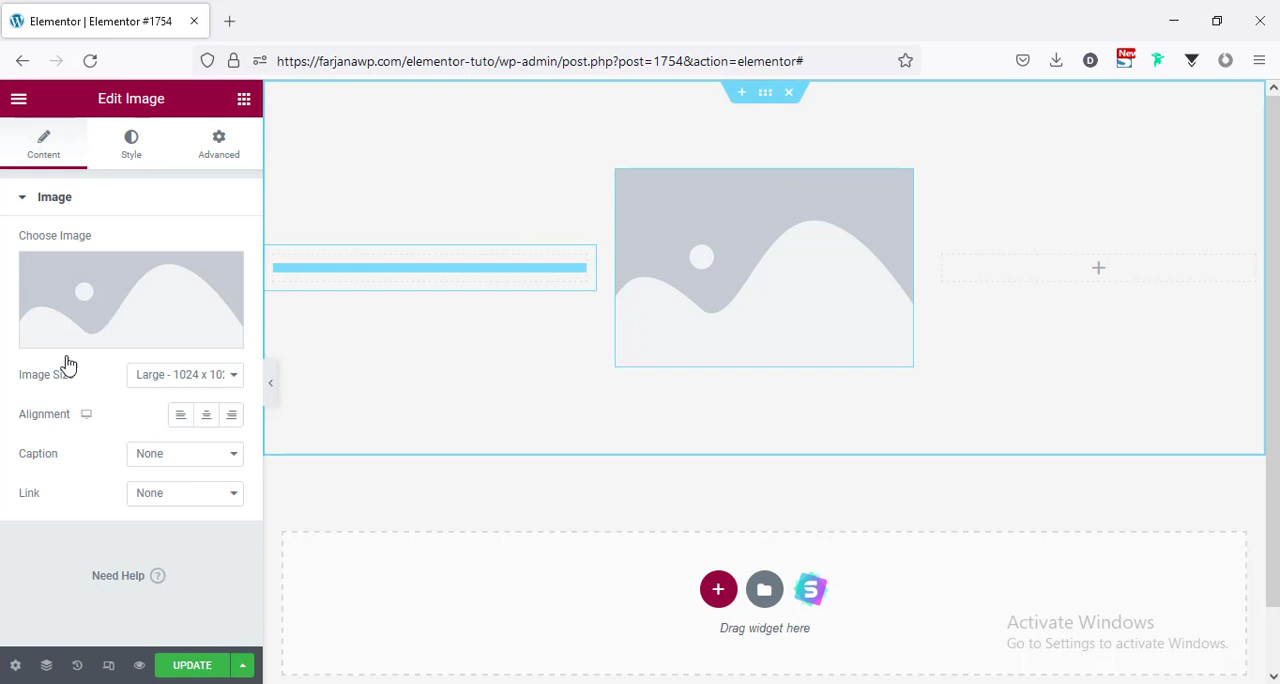 Elementor | Elementor #1754
https://farjanawp.com/elementor-tuto/wp-admin/post.php?post=1754&action=elementor#
D
New
Edit Image
Content
Style
Advanced
Image
Choose Image
Image Size
Large - 1024 x 102
Alignment
Caption
None
Link
None
Need Help ?
UPDATE
S
Drag widget here
Activate Windows
Go to Settings to activate Windows.